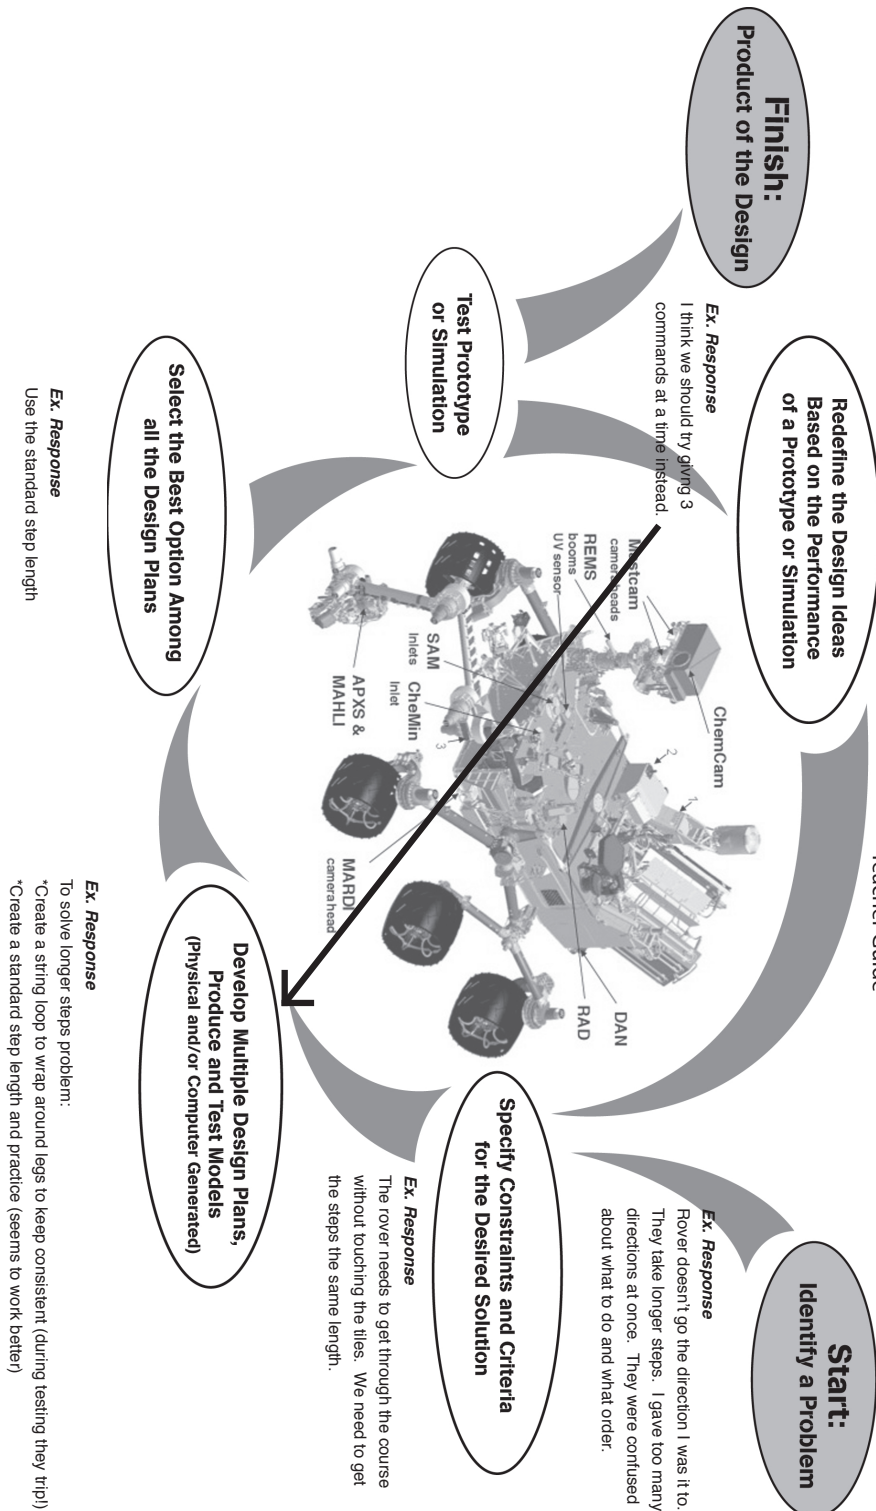 Teacher Guide
Start:
Identify a Problem
Ex. Response
Rover doesn't go the direction I was it to.
They take longer steps. I gave too many
directions at once. They were confused
about what to do and what order.
Specify Constraints and Criteria
for the Desired Solution
Ex. Response
The rover needs to get through the course
without touching the tiles. We need to get
the steps the same length.
Develop Multiple Design Plans,
Produce and Test Models
(Physical and/or Computer Generated)
Ex. Response
To solve longer steps problem:
*Create a string loop to wrap around legs to keep consistent (during testing they trip!)
*Create a standard step length and practice (seems to work better)
Select the Best Option Among
all the Design Plans
Ex. Response
Use the standard step length
Test Prototype
or Simulation
Redefine the Design Ideas
Based on the Performance
of a Prototype or Simulation
Ex. Response
I think we should try givng 3
commands at a time instead.
Finish:
Product of the Design
ChemCam
Mastcam
camera heads
REMS
booms
UV sensor
SAM
Inlets
CheMin
Inlet
APXS &
MAHLI
MARDI
camera head
DAN
RAD
1
2
3